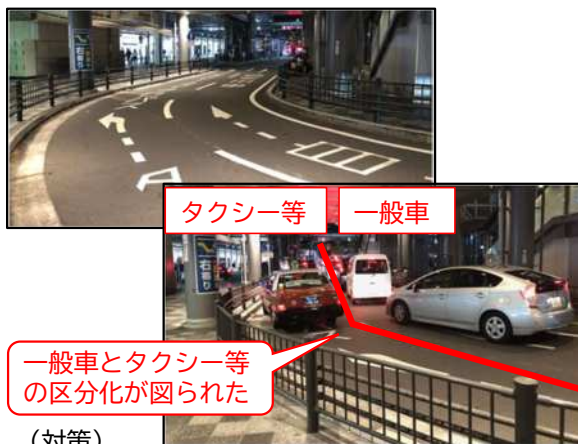 タクシー等
一般車
一般車とタクシー等
の区分化が図られた
(対策)